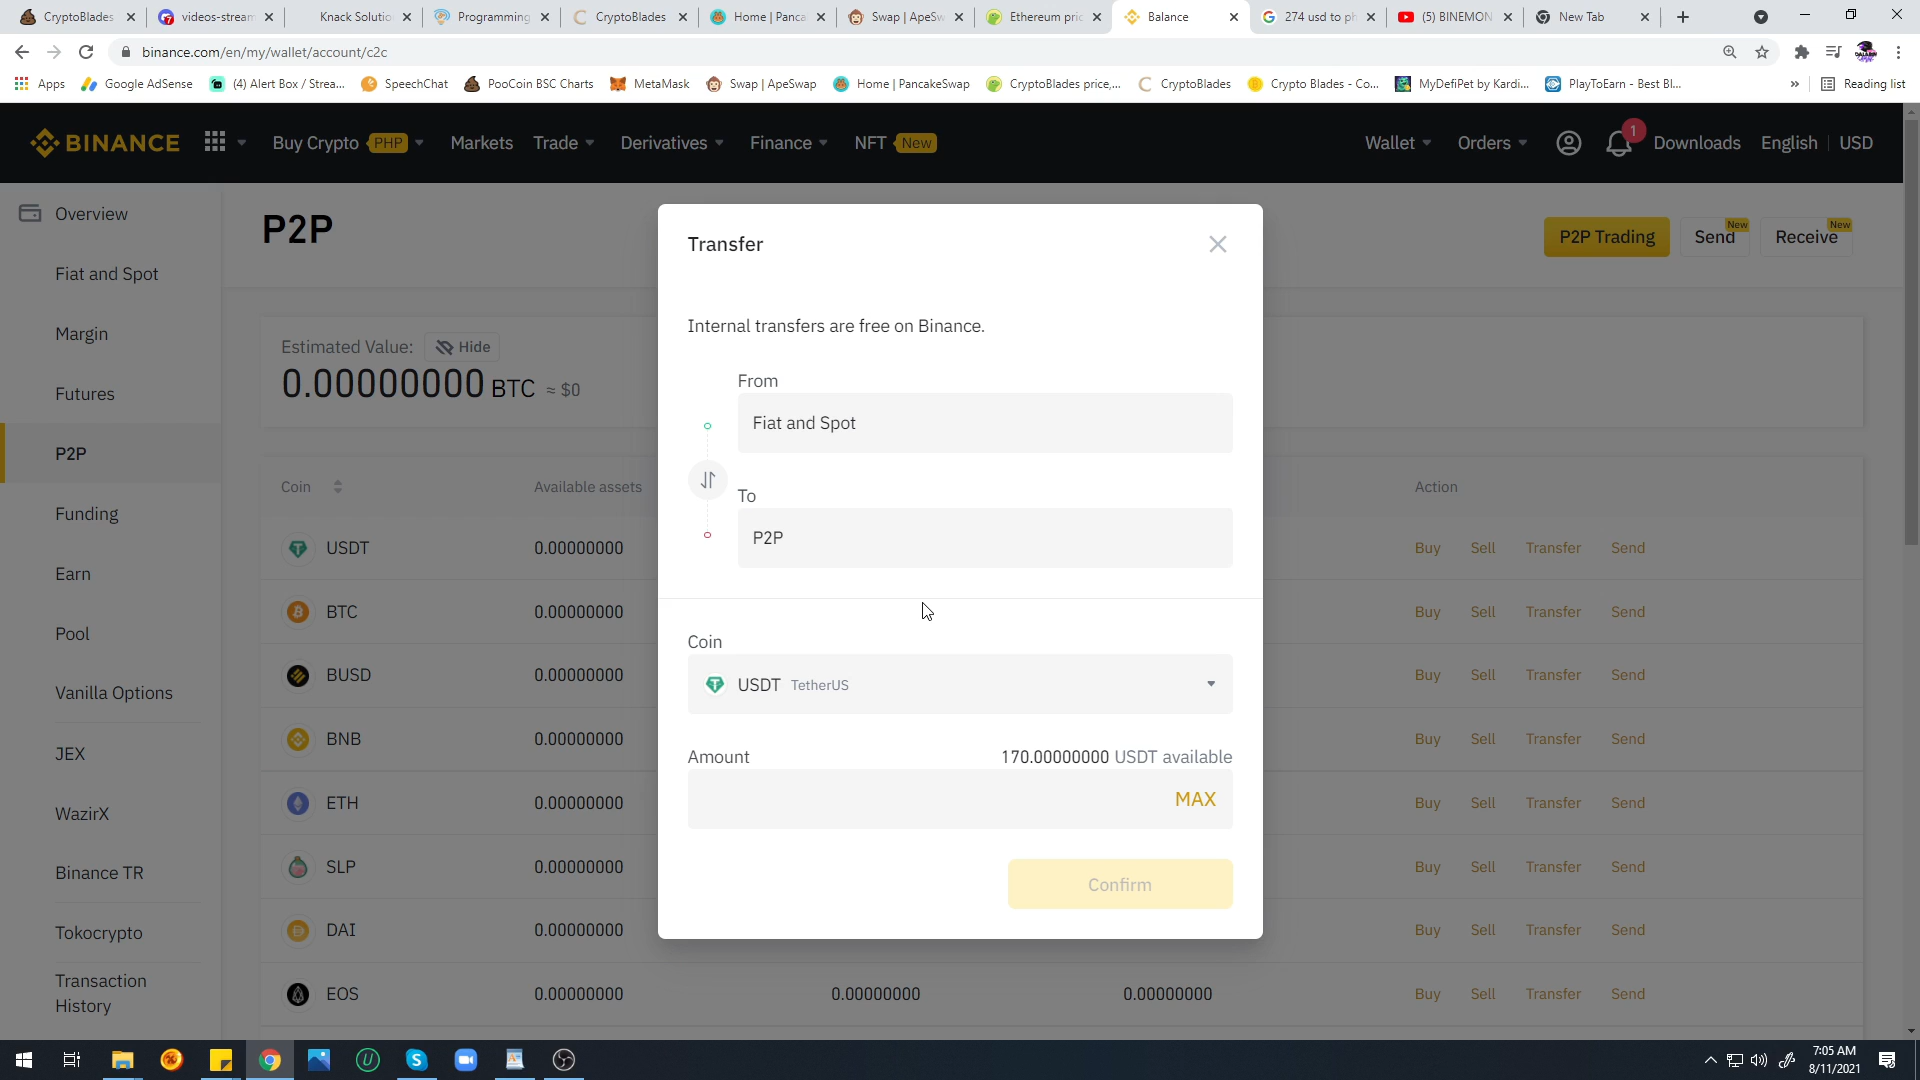 CryptoBlades
videos-stream
Knack Solutio
Programming
CryptoBlades
Home | Panca
Swap | ApeSw
Ethereum pric
Balance
274 usd to ph
(5) BINEMON
New Tab
binance.com/en/my/wallet/account/c2c
Apps
Google AdSense
(4) Alert Box / Strea...
SpeechChat
PooCoin BSC Charts
MetaMask
Swap | ApeSwap
Home | PancakeSwap
CryptoBlades price,...
CryptoBlades
Crypto Blades - Co...
MyDefiPet by Kardi...
PlayToEarn - Best Bl...
»
Reading list
BINANCE
Buy Crypto PHP
Markets
Trade
Derivatives
Finance
NFT New
Wallet
Orders
1
Downloads
English
USD
Overview
Fiat and Spot
Margin
Futures
P2P
Funding
Earn
Pool
Vanilla Options
JEX
WazirX
Binance TR
Tokocrypto
Transaction
History
P2P
P2P Trading
Send New
Receive New
Estimated Value: Hide
0.00000000 BTC ≈ $0
Coin
Available assets
Action
USDT 0.00000000 Buy Sell Transfer Send
BTC 0.00000000 Buy Sell Transfer Send
BUSD 0.00000000 Buy Sell Transfer Send
BNB 0.00000000 Buy Sell Transfer Send
ETH 0.00000000 Buy Sell Transfer Send
SLP 0.00000000 Buy Sell Transfer Send
DAI 0.00000000 Buy Sell Transfer Send
EOS 0.00000000 0.00000000 0.00000000 Buy Sell Transfer Send
Transfer
Internal transfers are free on Binance.
From
Fiat and Spot
To
P2P
Coin
USDT TetherUS
Amount 170.00000000 USDT available
MAX
Confirm
7:05 AM
8/11/2021